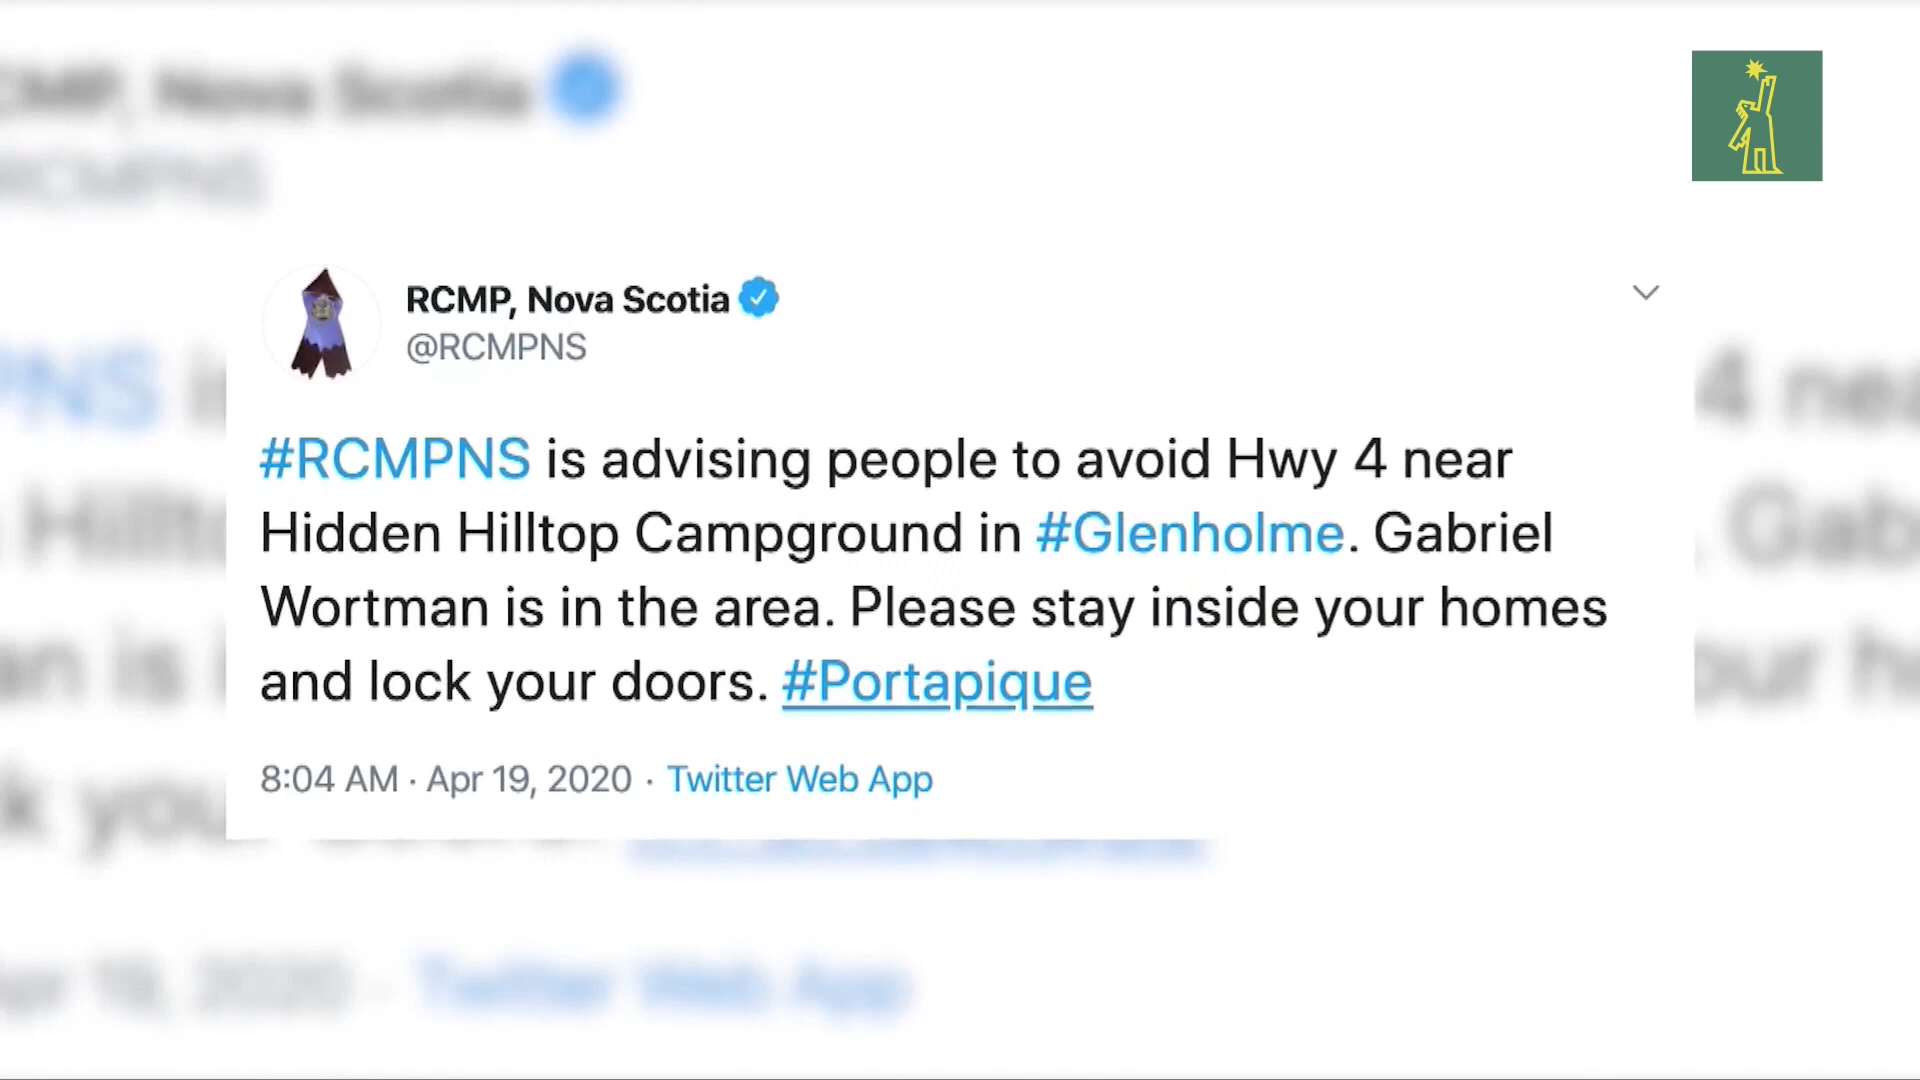 RCMP, Nova Scotia
@RCMPNS
#RCMPNS is advising people to avoid Hwy 4 near
Hidden Hilltop Campground in #Glenholme. Gabriel
Wortman is in the area. Please stay inside your homes
and lock your doors. #Portapique
8:04 AM · Apr 19, 2020 · Twitter Web App